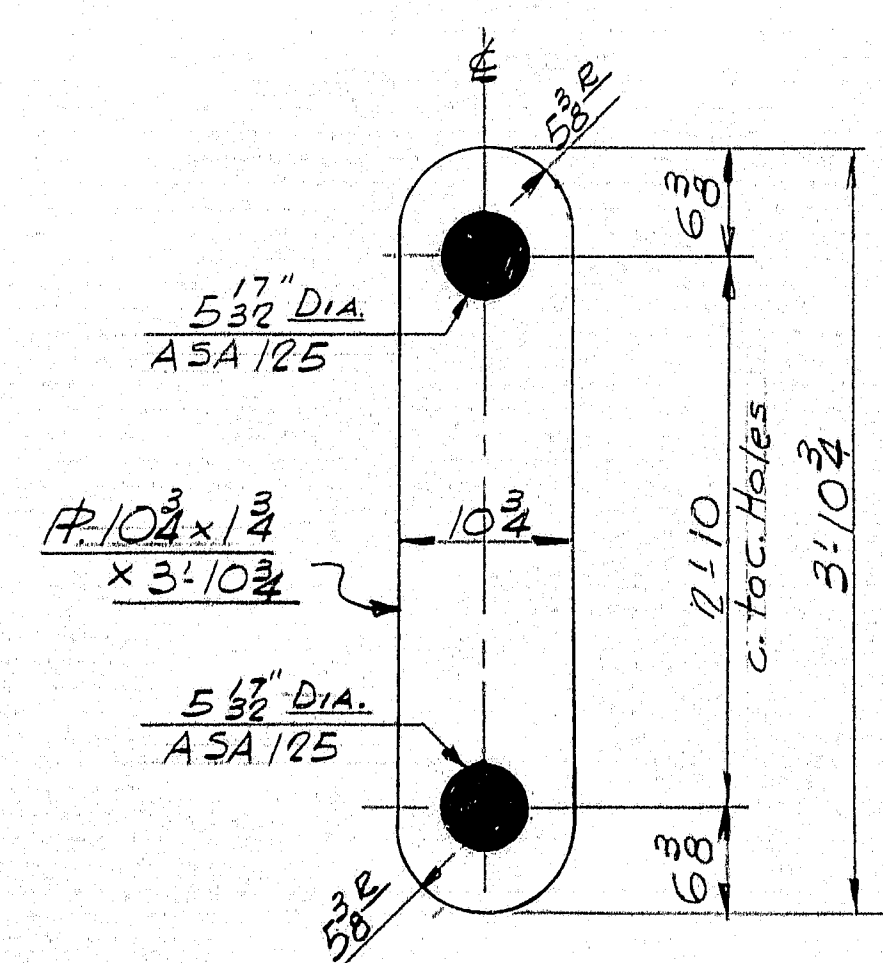 ℄
5 3/8 R
6 3/8
5 17/32" DIA.
ASA 125
2'-10
c. to c. Holes
3'-10 3/4
10 3/4
PL. 10 3/4 x 1 3/4
x 3'-10 3/4
5 17/32" DIA.
ASA 125
6 3/8
5 3/8 R